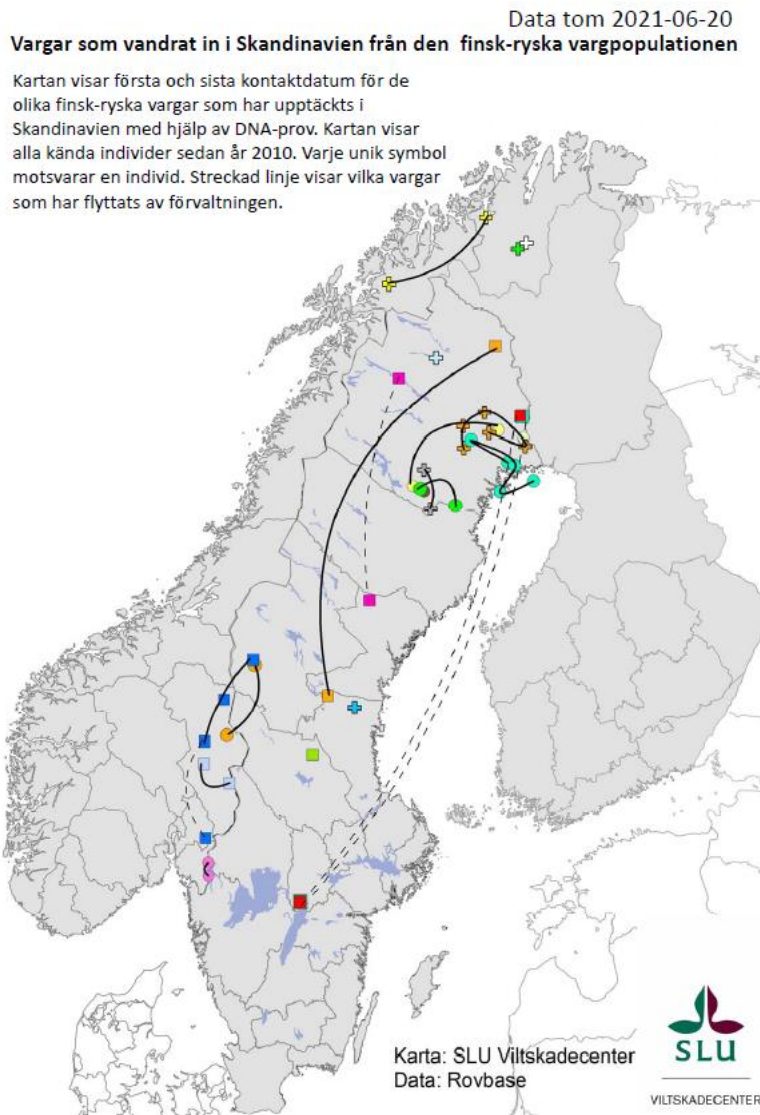 Data tom 2021-06-20
Vargar som vandrat in i Skandinavien från den finsk-ryska vargpopulationen
Kartan visar första och sista kontaktdatum för de
olika finsk-ryska vargar som har upptäckts i
Skandinavien med hjälp av DNA-prov. Kartan visar
alla kända individer sedan år 2010. Varje unik symbol
motsvarar en individ. Streckad linje visar vilka vargar
som har flyttats av förvaltningen.
Karta: SLU Viltskadecenter
Data: Rovbase
SLU
VILTSKADECENTER